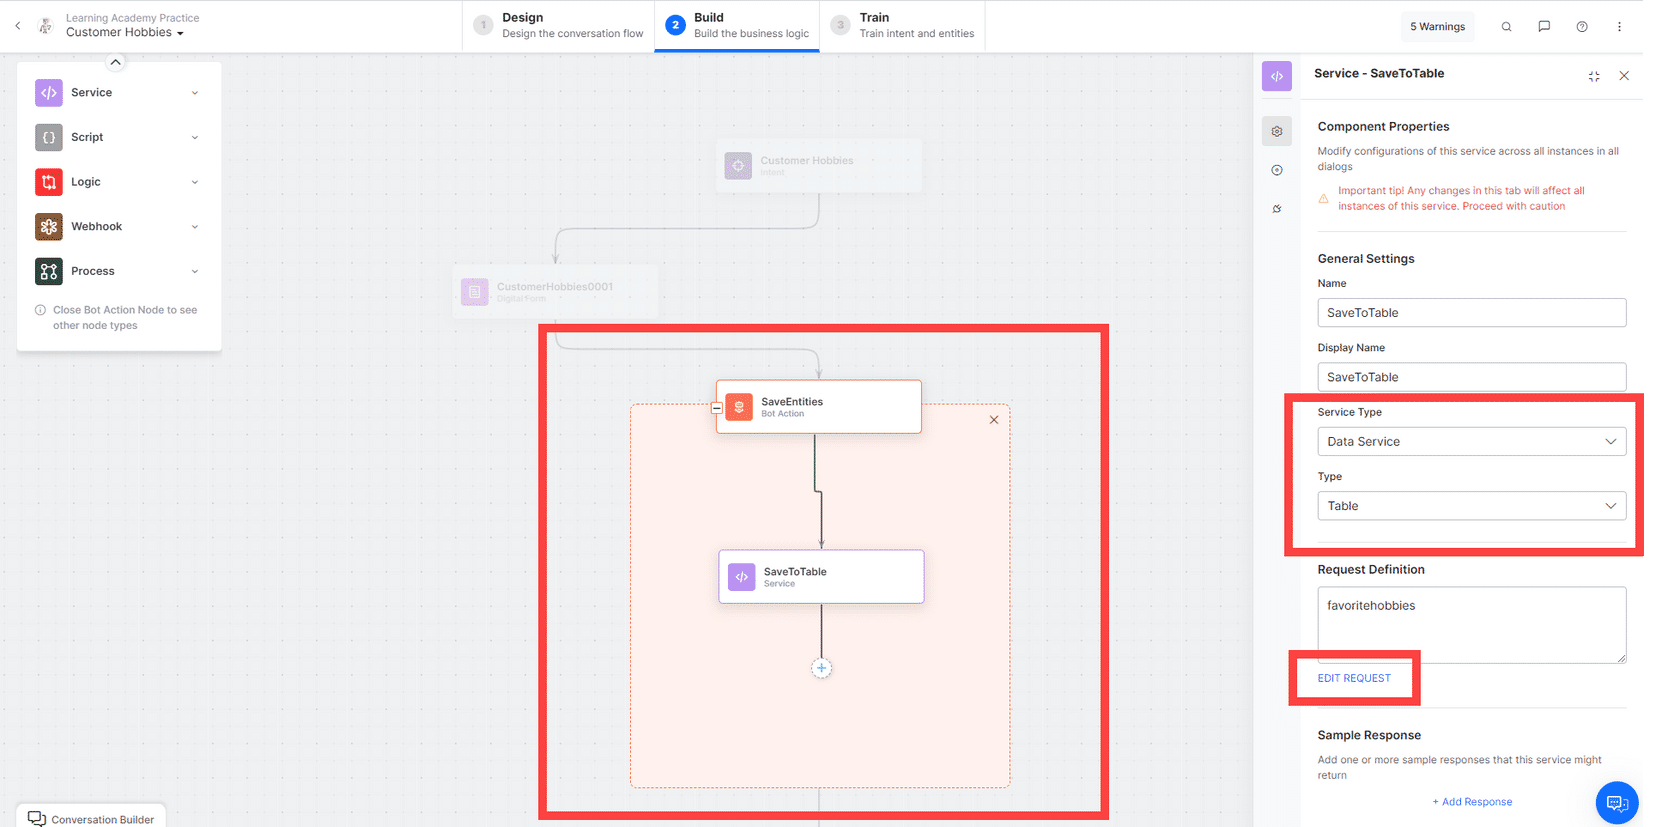 Learning Academy Practice
Customer Hobbies
1
Design
Design the conversation flow
2
Build
Build the business logic
3
Train
Train intent and entities
5 Warnings
Service
Script
Logic
Webhook
Process
Close Bot Action Node to see
other node types
Customer Hobbies
Intent
CustomerHobbies0001
DigitalForm
SaveEntities
Bot Action
SaveToTable
Service
Conversation Builder
Service - SaveToTable
Component Properties
Modify configurations of this service across all instances in all
dialogs
Important tip! Any changes in this tab will affect all
instances of this service. Proceed with caution
General Settings
Name
SaveToTable
Display Name
SaveToTable
Service Type
Data Service
Type
Table
Request Definition
favoritehobbies
EDIT REQUEST
Sample Response
Add one or more sample responses that this service might
return
+ Add Response